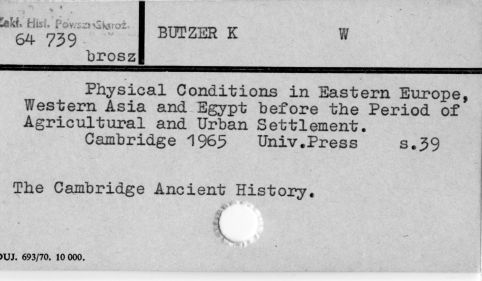 Zakł. Hist. Powsz. Staroż.
64 739
brosz
BUTZER K W
Physical Conditions in Eastern Europe,
Western Asia and Egypt before the Period of
Agricultural and Urban Settlement.
Cambridge 1965 Univ.Press s.39
The Cambridge Ancient History.
DUJ. 693/70. 10 000.